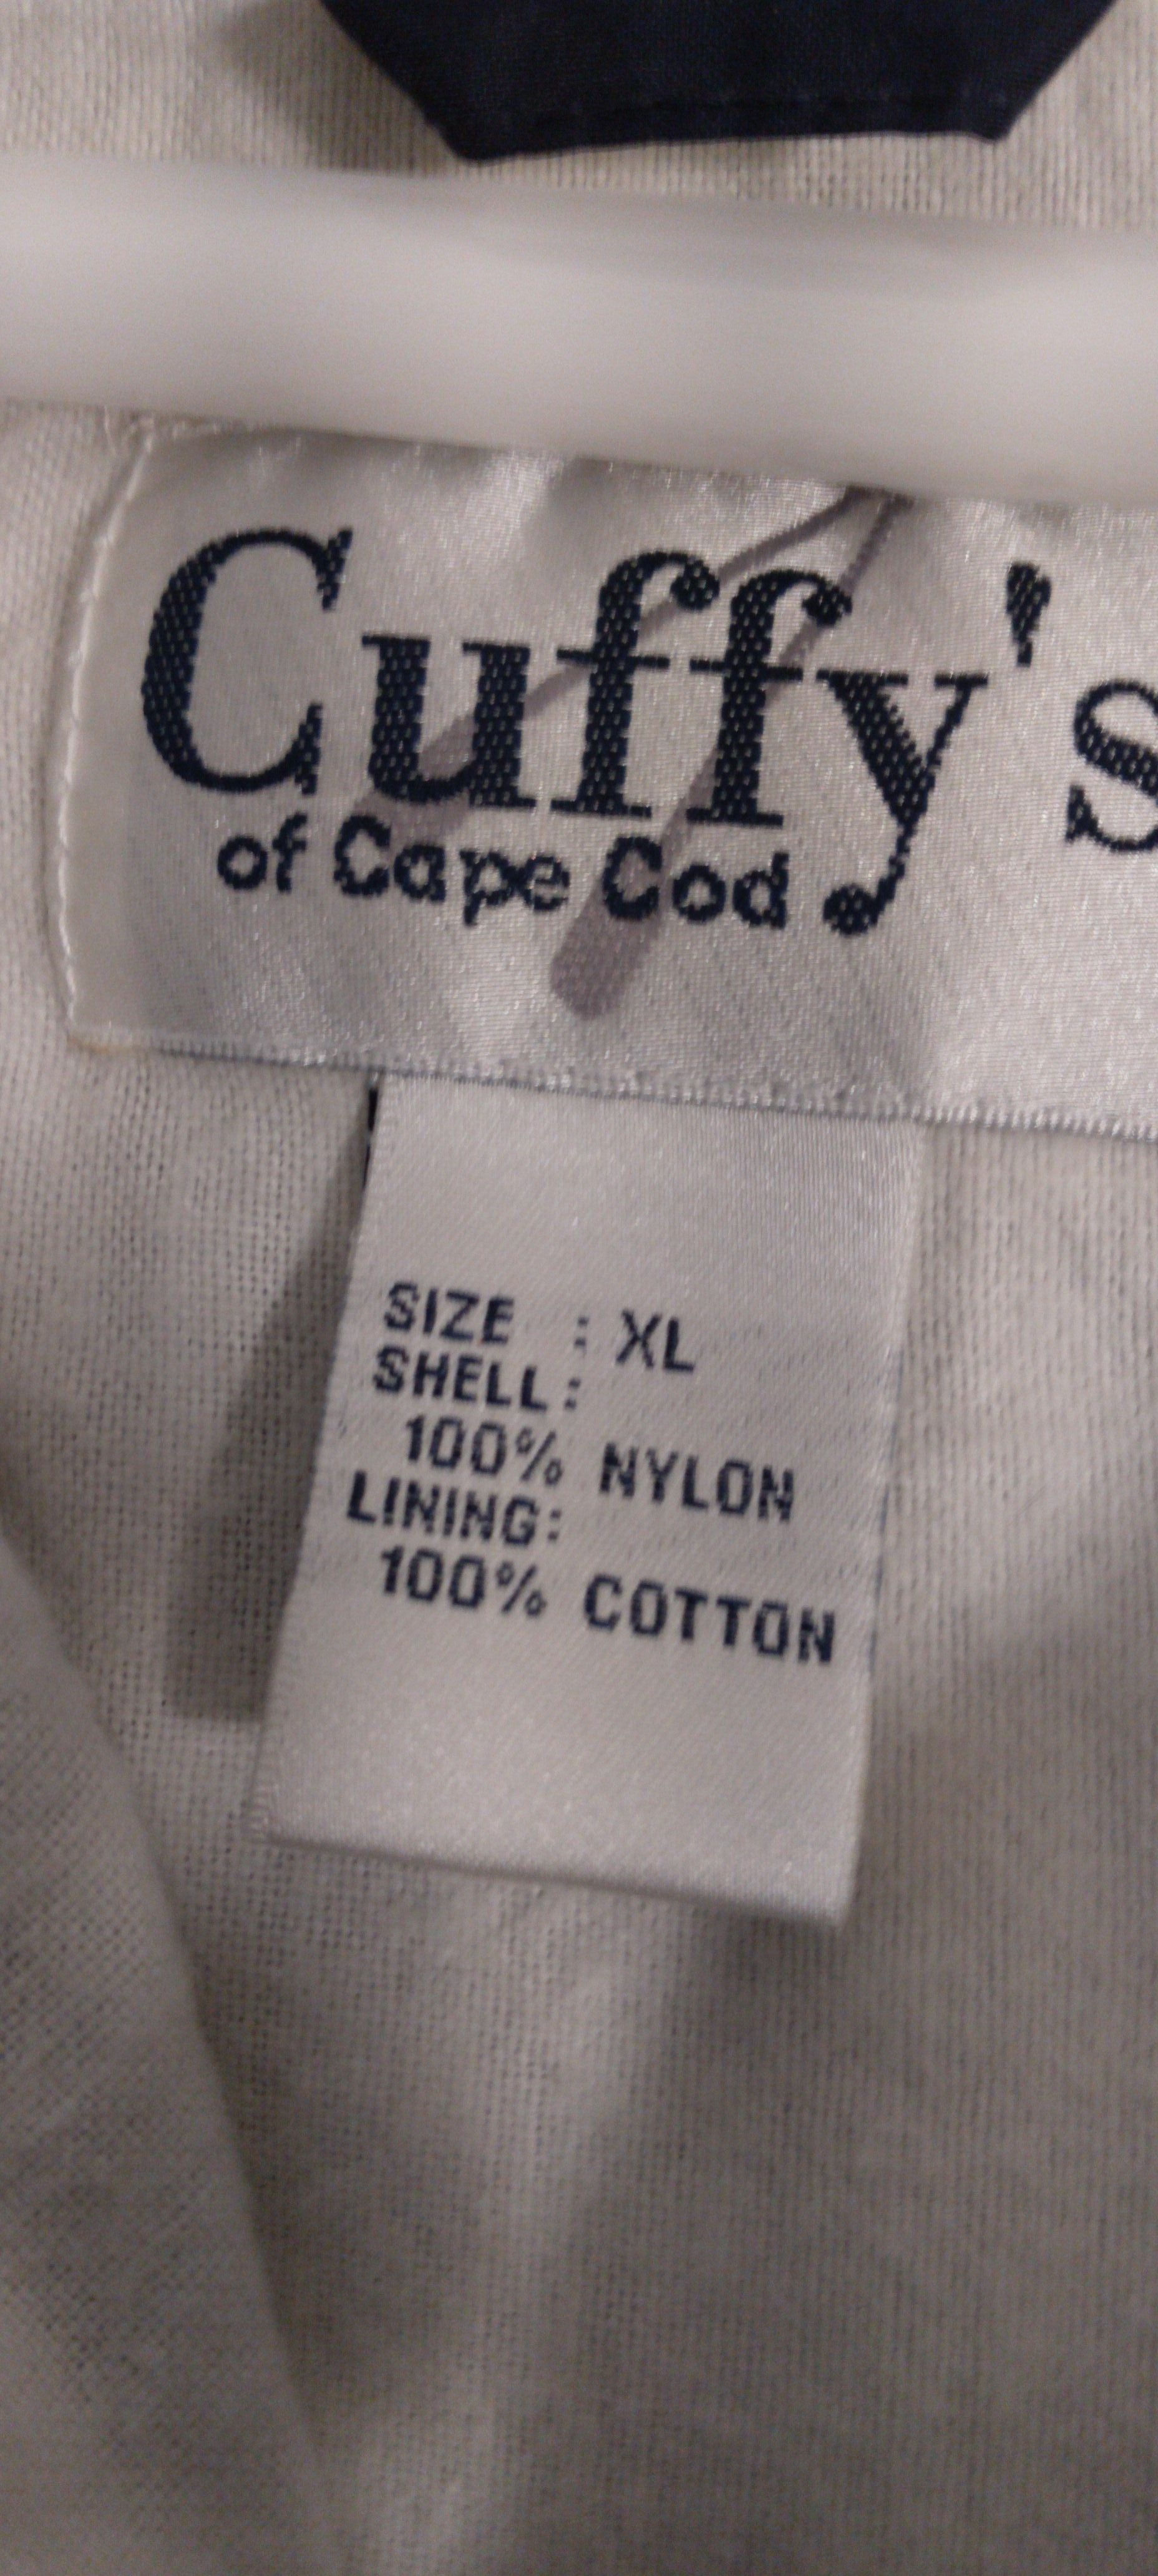 Cuffy's
of Cape Cod
SIZE : XL
SHELL:
100% NYLON
LINING:
100% COTTON